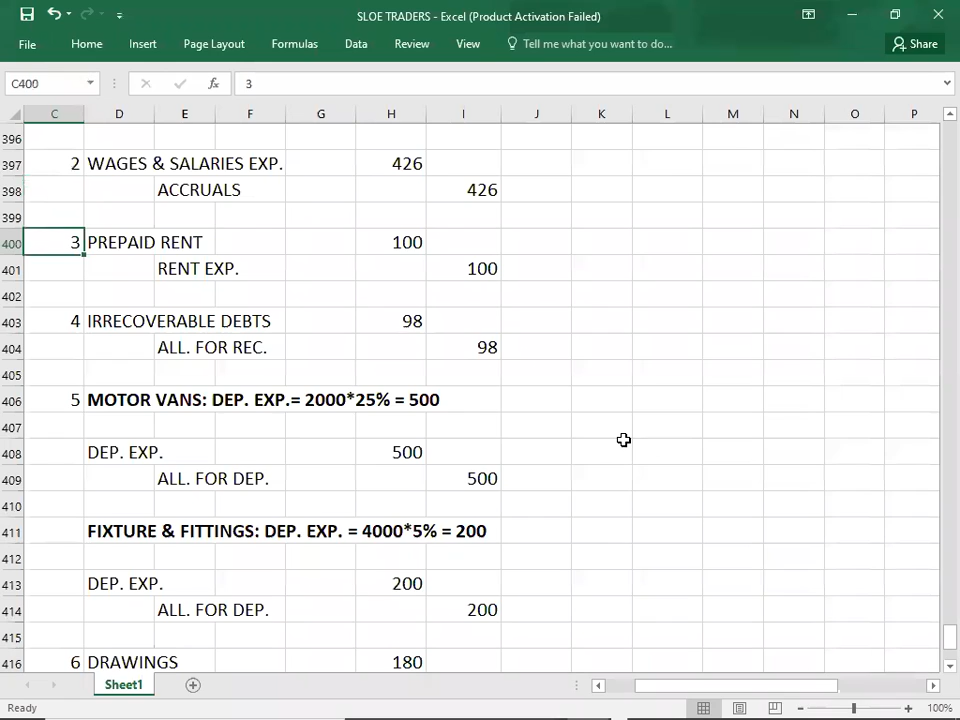 SLOE TRADERS - Excel (Product Activation Failed)
File Home Insert Page Layout Formulas Data Review View Tell me what you want to do... Share
C400 fx 3
C D E F G H I J K L M N O P
396
397 2 WAGES & SALARIES EXP. 426
398 ACCRUALS 426
399
400 3 PREPAID RENT 100
401 RENT EXP. 100
402
403 4 IRRECOVERABLE DEBTS 98
404 ALL. FOR REC. 98
405
406 5 MOTOR VANS: DEP. EXP.= 2000*25% = 500
407
408 DEP. EXP. 500
409 ALL. FOR DEP. 500
410
411 FIXTURE & FITTINGS: DEP. EXP. = 4000*5% = 200
412
413 DEP. EXP. 200
414 ALL. FOR DEP. 200
415
416 6 DRAWINGS 180
Sheet1
Ready 100%